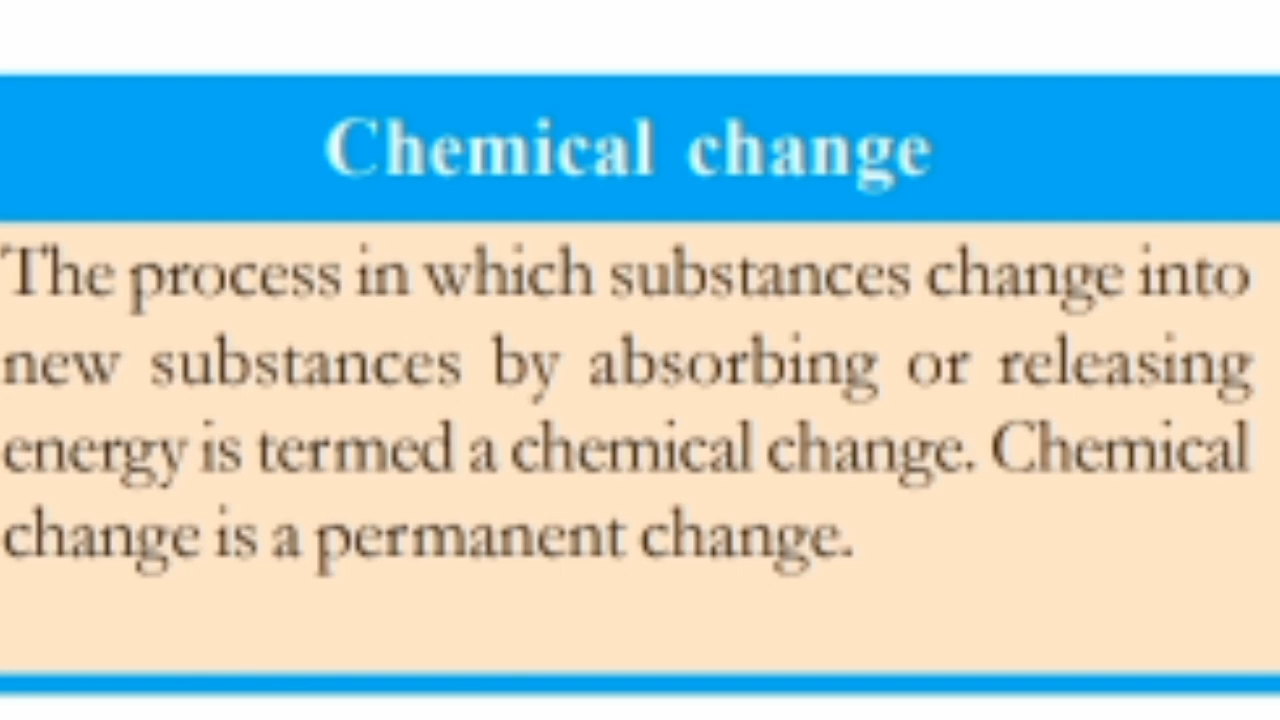 Chemical change
The process in which substances change into
new substances by absorbing or releasing
energy is termed a chemical change. Chemical
change is a permanent change.